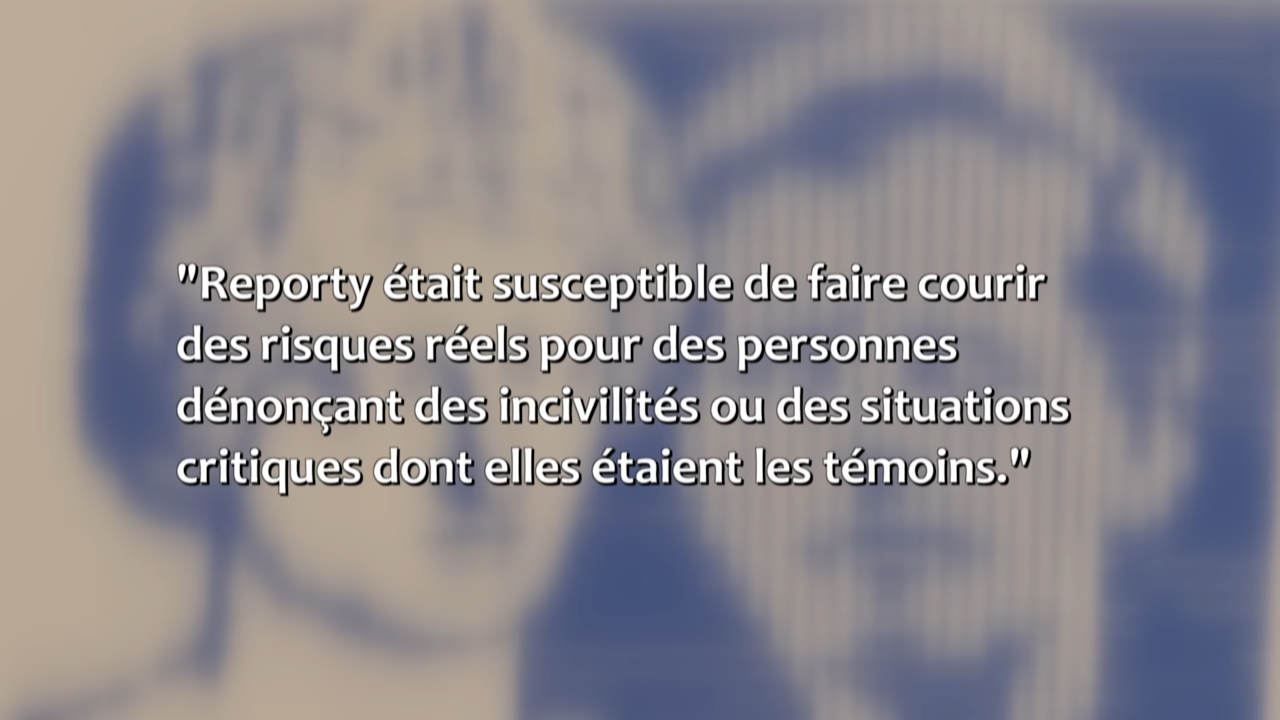 "Reporty était susceptible de faire courir
des risques réels pour des personnes
dénonçant des incivilités ou des situations
critiques dont elles étaient les témoins."